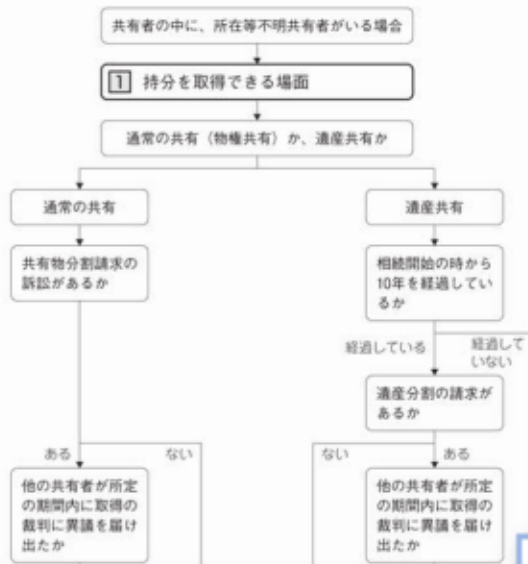 共有者の中に、所在等不明共有者がいる場合
1 持分を取得できる場面
通常の共有（物権共有）か、遺産共有か
通常の共有
遺産共有
共有物分割請求の
訴訟があるか
相続開始の時から
10年を経過してい
るか
経過している
経過して
いない
遺産分割の請求が
あるか
ある
ない
ない
ある
他の共有者が所定
の期間内に取得の
裁判に異議を届け
出たか
他の共有者が所定
の期間内に取得の
裁判に異議を届け
出たか